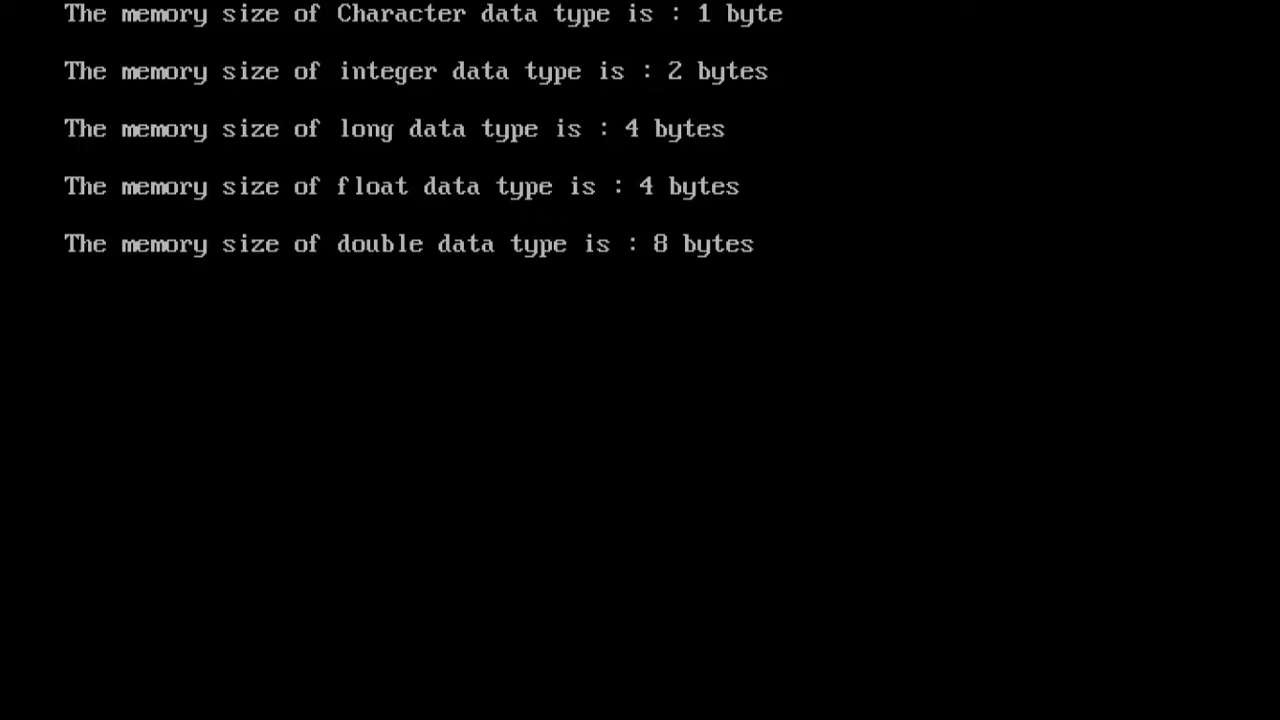 The memory size of Character data type is : 1 byte
The memory size of integer data type is : 2 bytes
The memory size of long data type is : 4 bytes
The memory size of float data type is : 4 bytes
The memory size of double data type is : 8 bytes